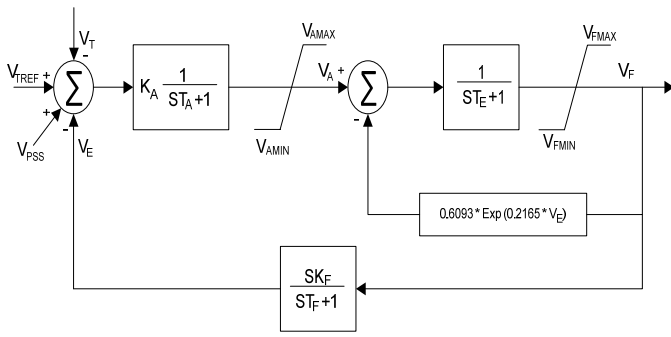 V_T
-
V_TREF
+
Σ
+
V_PSS
-
V_E
K_A 1 / ST_A+1
V_AMAX
V_AMIN
V_A
+
Σ
-
1 / ST_E+1
V_FMAX
V_FMIN
V_F
0.6093* Exp (0.2165* V_E)
SK_F / ST_F+1